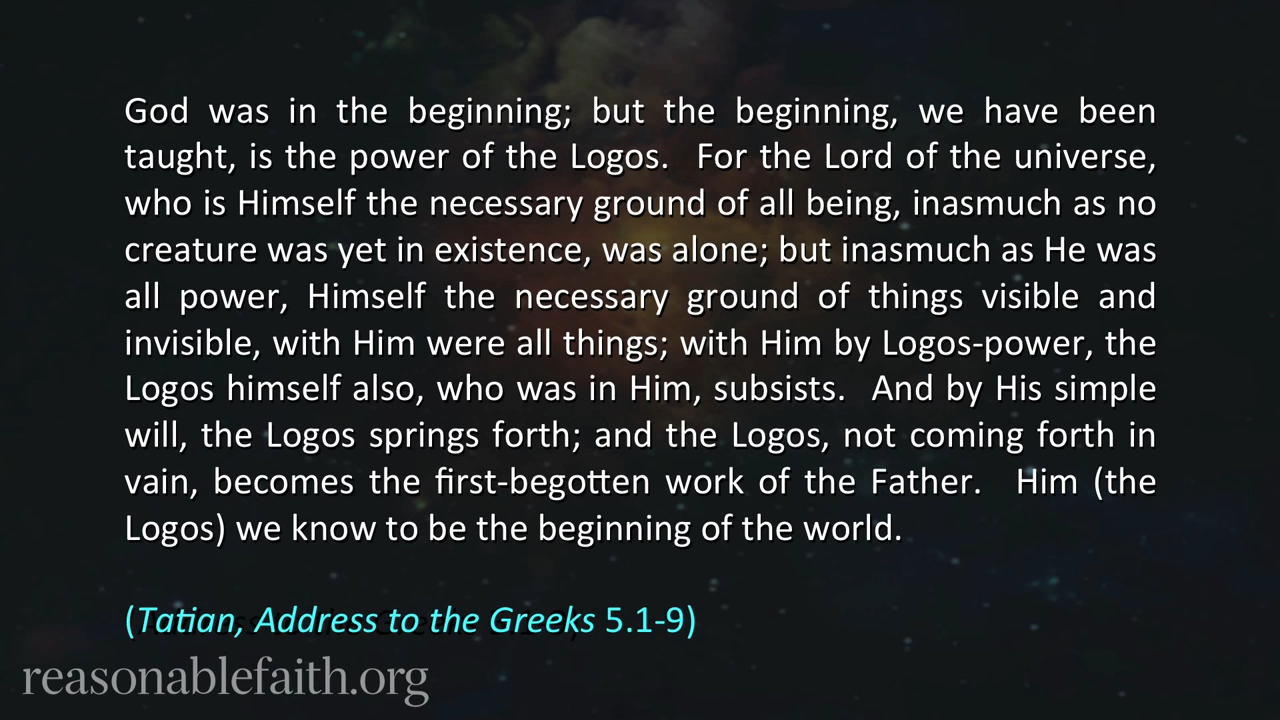 God was in the beginning; but the beginning, we have been
taught, is the power of the Logos. For the Lord of the universe,
who is Himself the necessary ground of all being, inasmuch as no
creature was yet in existence, was alone; but inasmuch as He was
all power, Himself the necessary ground of things visible and
invisible, with Him were all things; with Him by Logos-power, the
Logos himself also, who was in Him, subsists. And by His simple
will, the Logos springs forth; and the Logos, not coming forth in
vain, becomes the first-begotten work of the Father. Him (the
Logos) we know to be the beginning of the world.
(Tatian, Address to the Greeks 5.1-9)
reasonablefaith.org